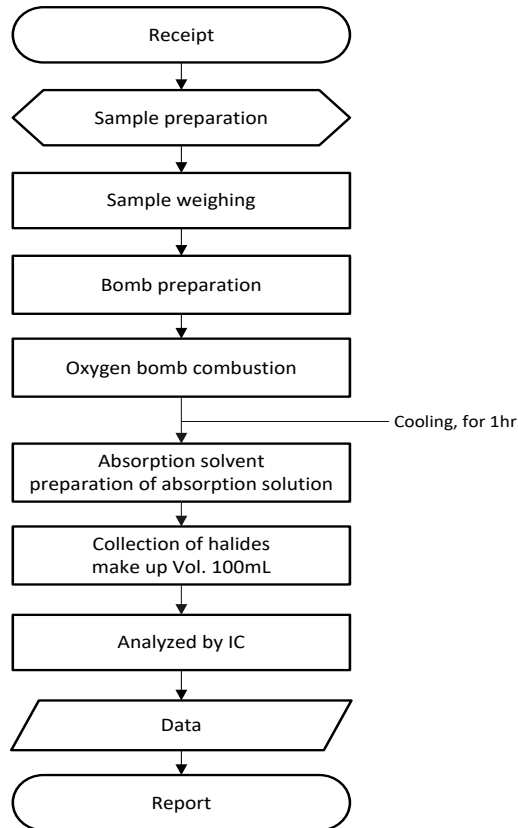 Receipt
Sample preparation
Sample weighing
Bomb preparation
Oxygen bomb combustion
Cooling, for 1hr
Absorption solvent
preparation of absorption solution
Collection of halides
make up Vol. 100mL
Analyzed by IC
Data
Report